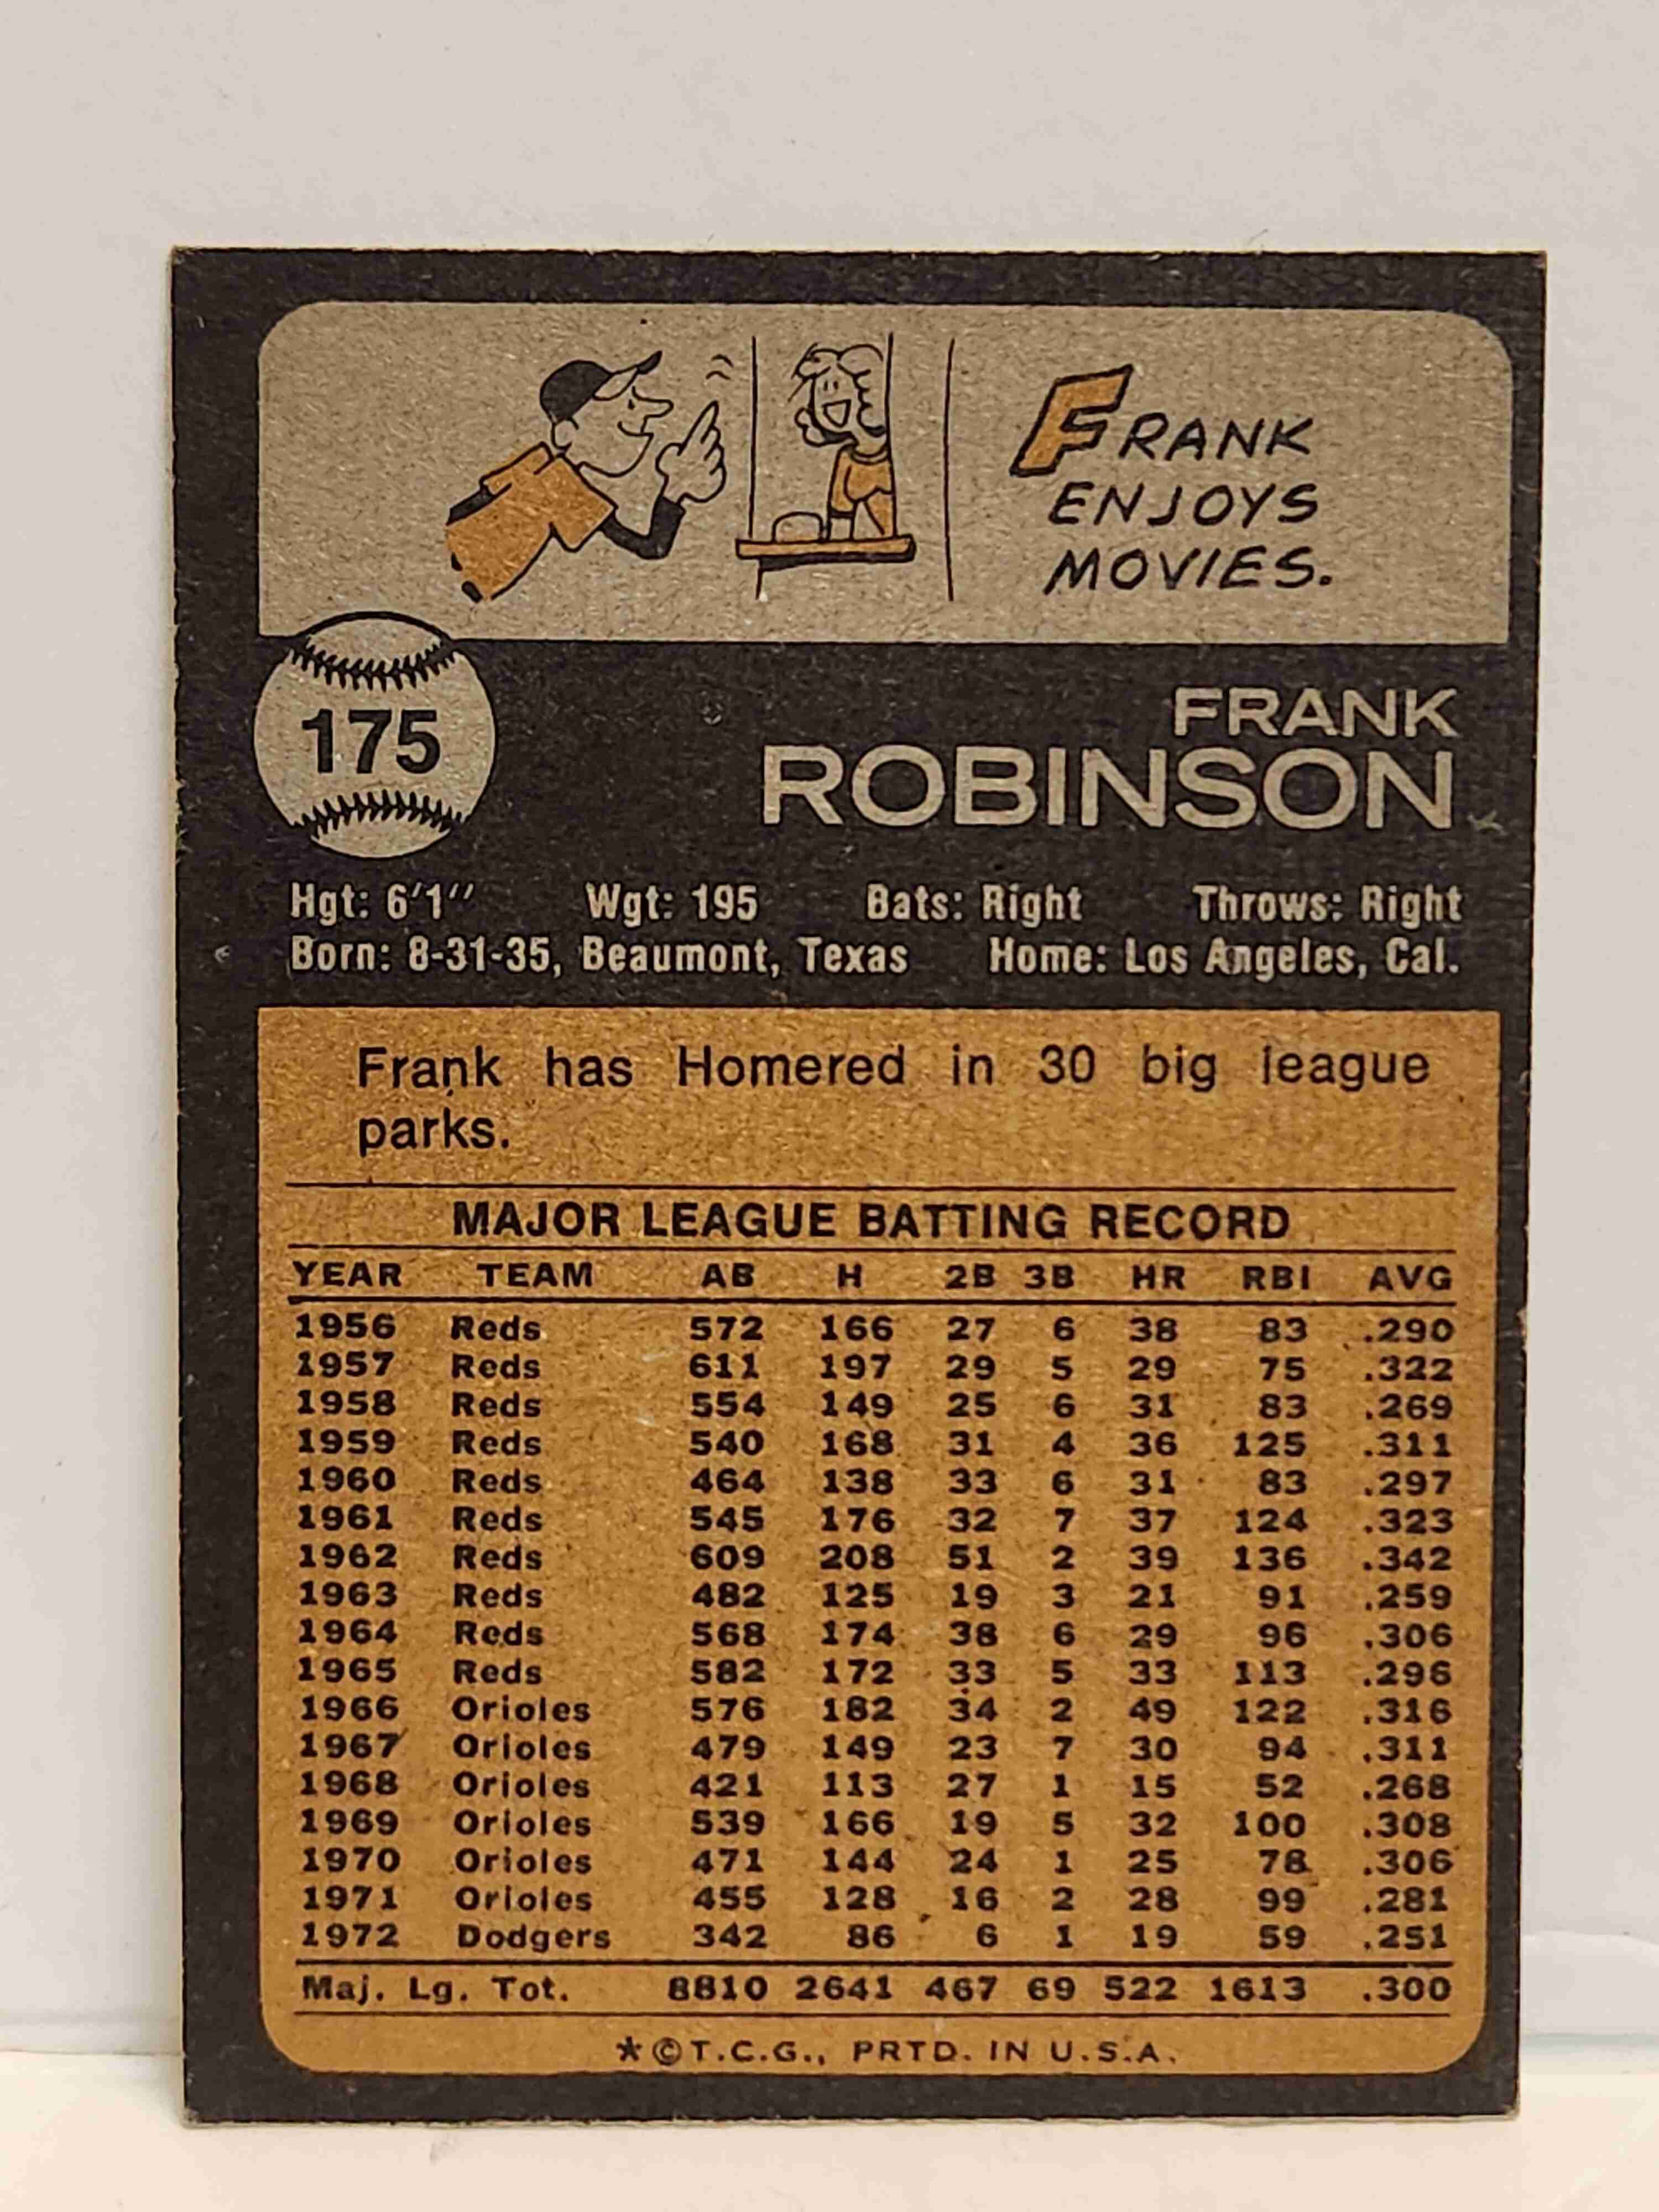 FRANK
ENJOYS
MOVIES.
175
FRANK
ROBINSON
Hgt: 6'1" Wgt: 195 Bats: Right Throws: Right
Born: 8-31-35, Beaumont, Texas Home: Los Angeles, Cal.
Frank has Homered in 30 big league
parks.
MAJOR LEAGUE BATTING RECORD
YEAR TEAM AB H 2B 3B HR RBI AVG
1956 Reds 572 166 27 6 38 83 .290
1957 Reds 611 197 29 5 29 75 .322
1958 Reds 554 149 25 6 31 83 .269
1959 Reds 540 168 31 4 36 125 .311
1960 Reds 464 138 33 6 31 83 .297
1961 Reds 545 176 32 7 37 124 .323
1962 Reds 609 208 51 2 39 136 .342
1963 Reds 482 125 19 3 21 91 .259
1964 Reds 568 174 38 6 29 96 .306
1965 Reds 582 172 33 5 33 113 .296
1966 Orioles 576 182 34 2 49 122 .316
1967 Orioles 479 149 23 7 30 94 .311
1968 Orioles 421 113 27 1 15 52 .268
1969 Orioles 539 166 19 5 32 100 .308
1970 Orioles 471 144 24 1 25 78 .306
1971 Orioles 455 128 16 2 28 99 .281
1972 Dodgers 342 86 6 1 19 59 .251
Maj. Lg. Tot. 8810 2641 467 69 522 1613 .300
*©T.C.G., PRTD. IN U.S.A.